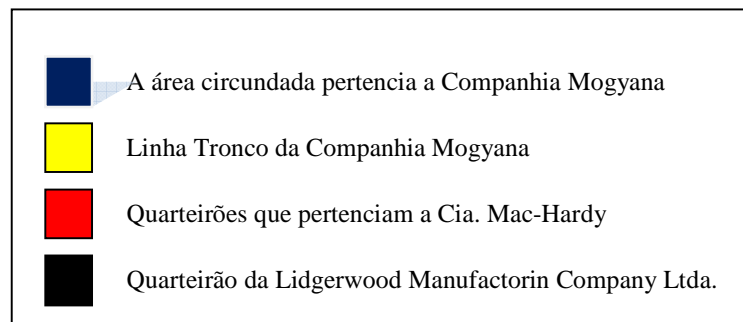 A área circundada pertencia a Companhia Mogyana
Linha Tronco da Companhia Mogyana
Quarteirões que pertenciam a Cia. Mac-Hardy
Quarteirão da Lidgerwood Manufactorin Company Ltda.